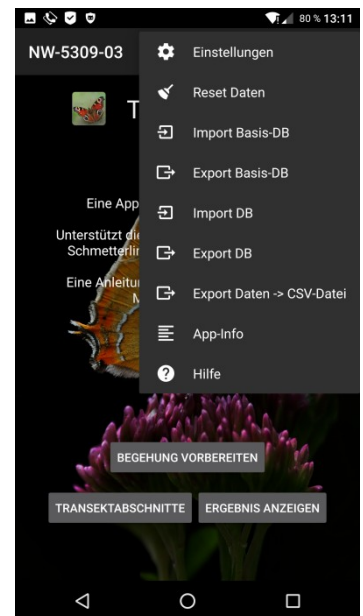 80 % 13:11
NW-5309-03
Einstellungen
Reset Daten
Import Basis-DB
Export Basis-DB
Import DB
Export DB
Export Daten -> CSV-Datei
App-Info
Hilfe
T
Eine App
Unterstützt die
Schmetterlin
Eine Anleitu
M
BEGEHUNG VORBEREITEN
TRANSEKTABSCHNITTE
ERGEBNIS ANZEIGEN